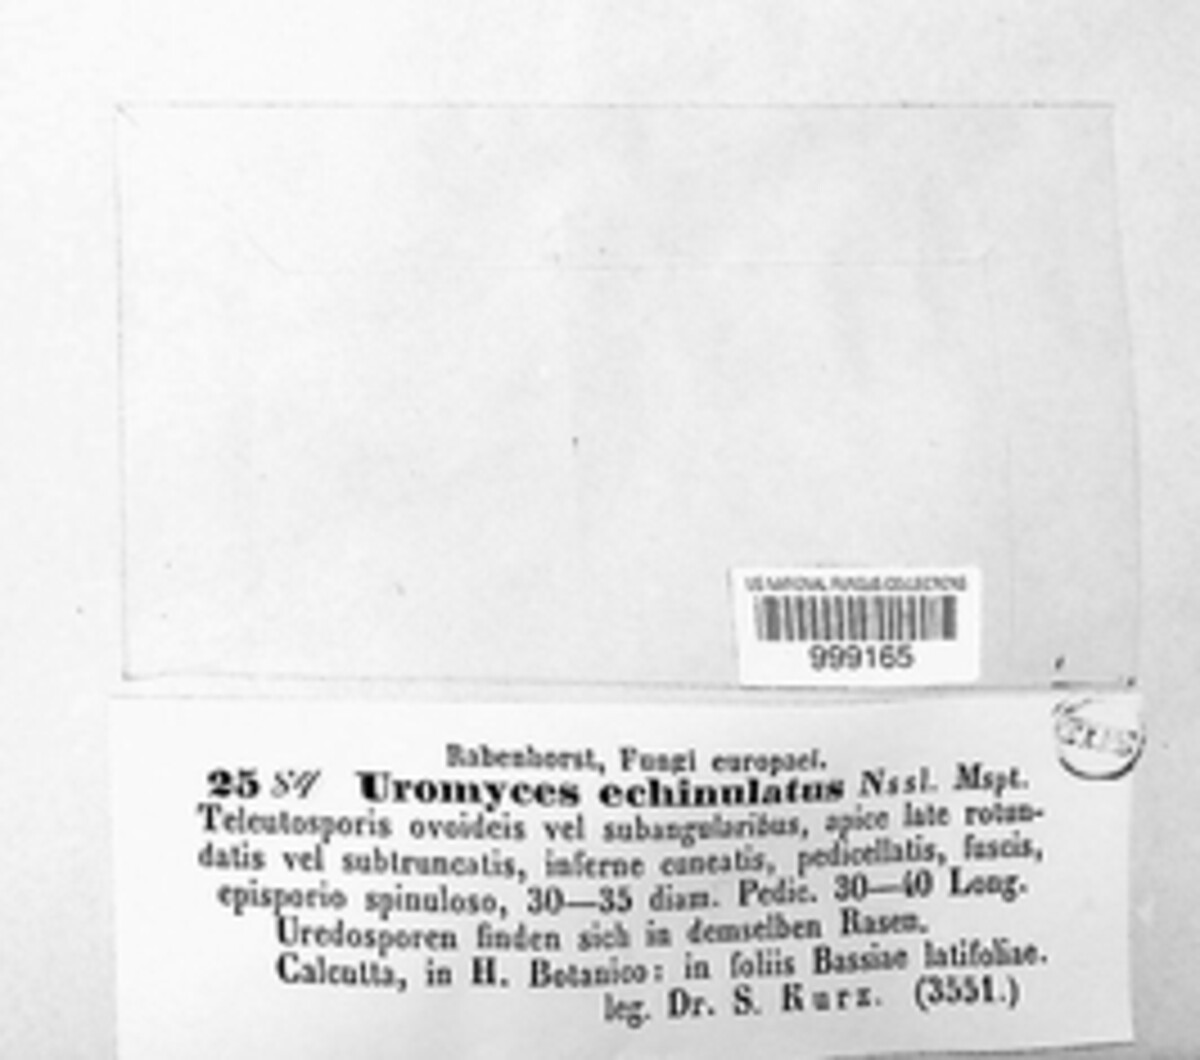 US NATIONAL FUNGUS COLLECTIONS
999165
Rabenhorst, Fungi europaei.
25 Uromyces echinulatus Nssl. Mspt.
Teleutosporis ovoideis vel subangularibus, apice late rotun-
datis vel subtruncatis, inferne cuneatis, pedicellatis, fuscis,
episporio spinuloso, 30—35 diam. Pedic. 30—40 Long.
Uredosporen finden sich in demselben Rasen.
Calcutta, in H. Botanico: in foliis Bassiae latifoliae.
leg. Dr. S. Kurz. (3551.)